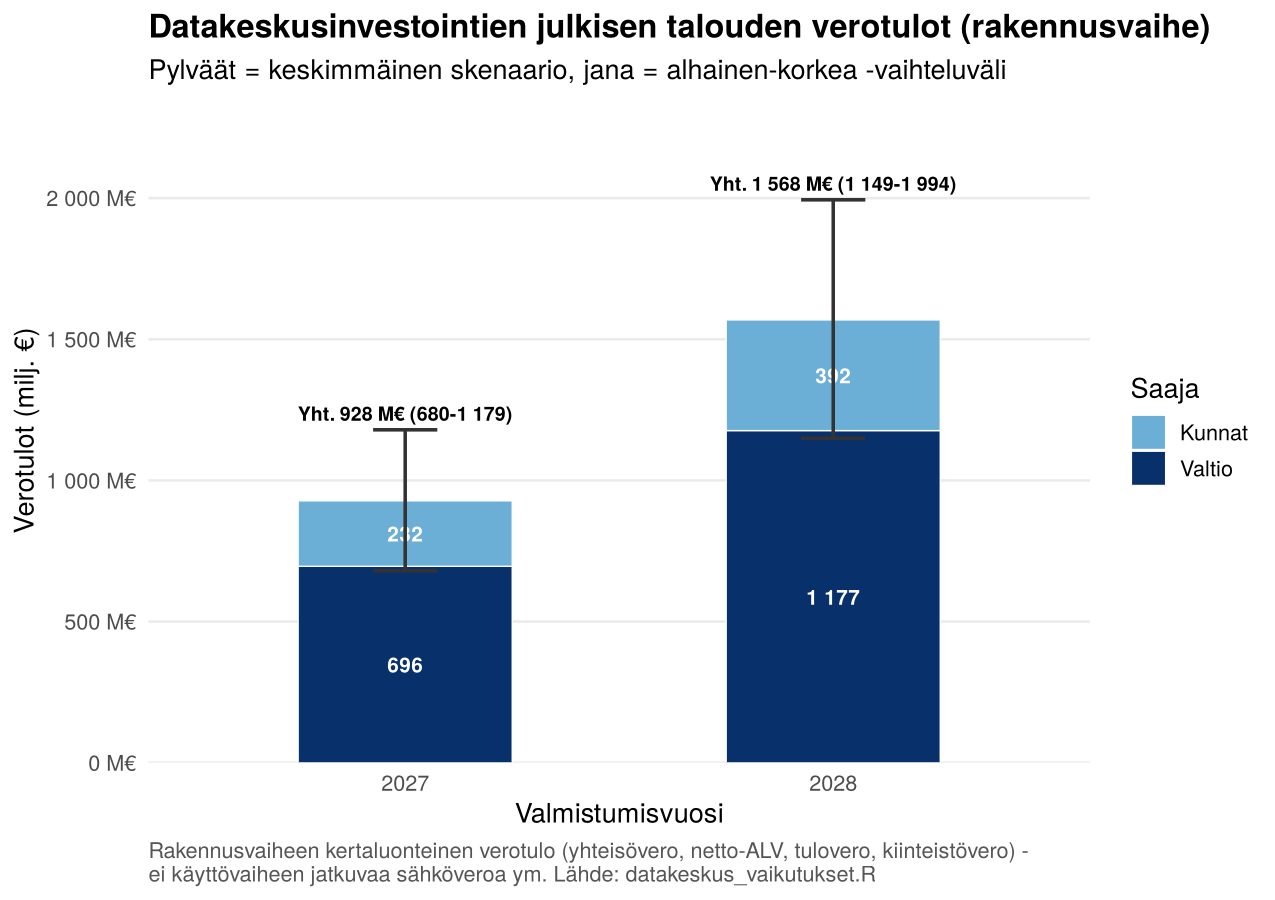 Datakeskusinvestointien julkisen talouden verotulot (rakennusvaihe)
Pylväät = keskimmäinen skenaario, jana = alhainen-korkea -vaihteluväli
Verotulot (milj. €)
2 000 M€
1 500 M€
1 000 M€
500 M€
0 M€
Yht. 928 M€ (680-1 179)
232
696
Yht. 1 568 M€ (1 149-1 994)
392
1 177
2027
2028
Valmistumisvuosi
Saaja
Kunnat
Valtio
Rakennusvaiheen kertaluonteinen verotulo (yhteisövero, netto-ALV, tulovero, kiinteistövero) -
ei käyttövaiheen jatkuvaa sähköveroa ym. Lähde: datakeskus_vaikutukset.R